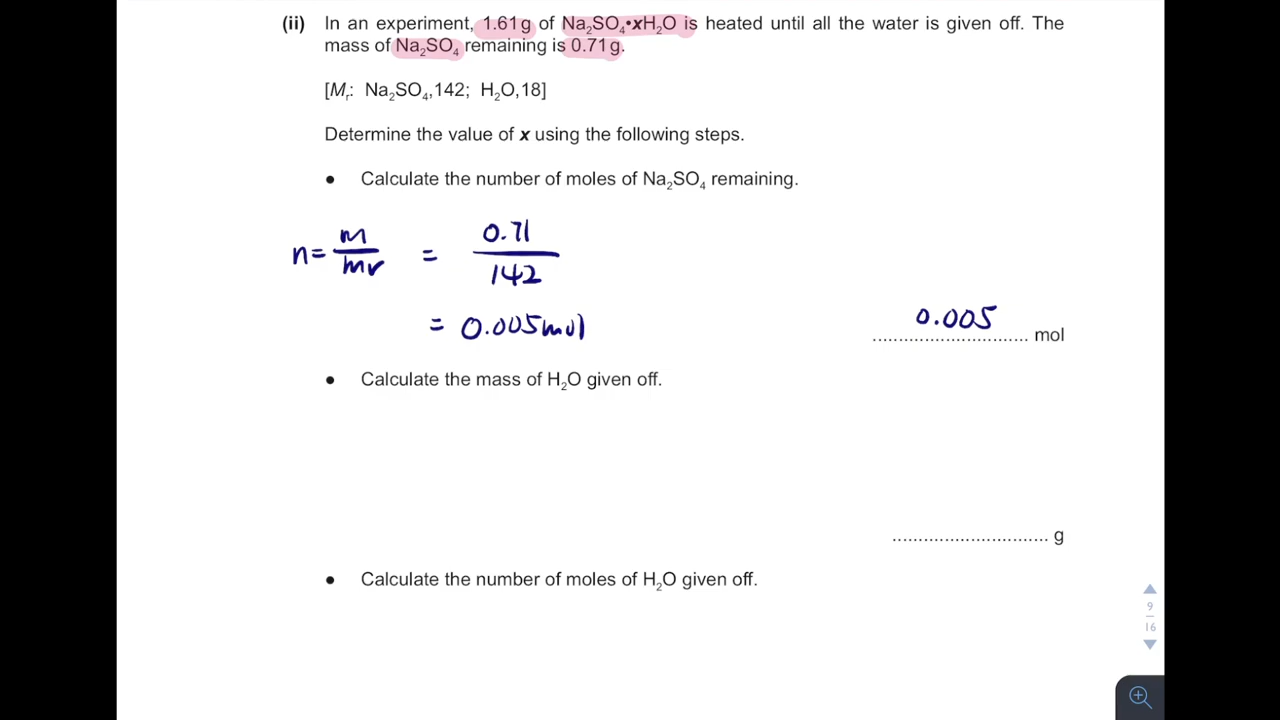 (ii) In an experiment, 1.61 g of Na₂SO₄•xH₂O is heated until all the water is given off. The
mass of Na₂SO₄ remaining is 0.71 g.
[Mᵣ: Na₂SO₄,142; H₂O,18]
Determine the value of x using the following steps.
● Calculate the number of moles of Na₂SO₄ remaining.
n= m/mr = 0.71/142
= 0.005mol
0.005
.............................. mol
● Calculate the mass of H₂O given off.
.............................. g
● Calculate the number of moles of H₂O given off.
9
16